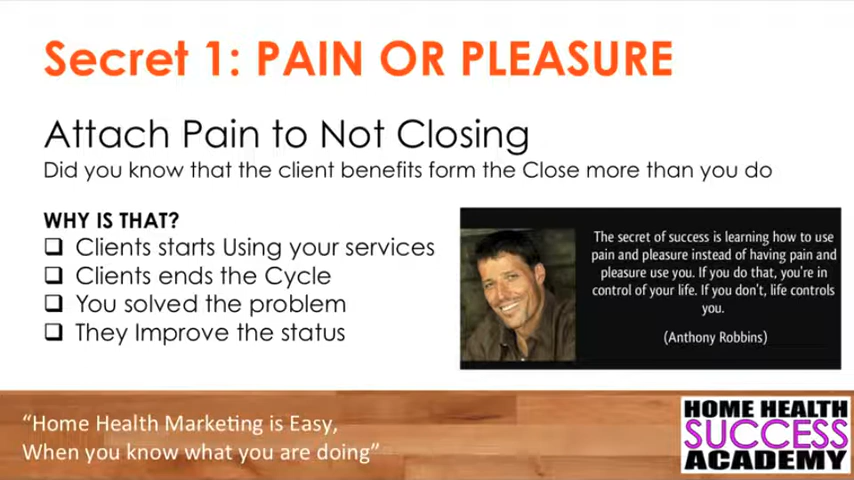 Secret 1: PAIN OR PLEASURE
Attach Pain to Not Closing
Did you know that the client benefits form the Close more than you do
WHY IS THAT?
Clients starts Using your services
Clients ends the Cycle
You solved the problem
They Improve the status
The secret of success is learning how to use
pain and pleasure instead of having pain and
pleasure use you. If you do that, you're in
control of your life. If you don't, life controls
you.
(Anthony Robbins)
“Home Health Marketing is Easy,
When you know what you are doing”
HOME HEALTH
SUCCESS
ACADEMY